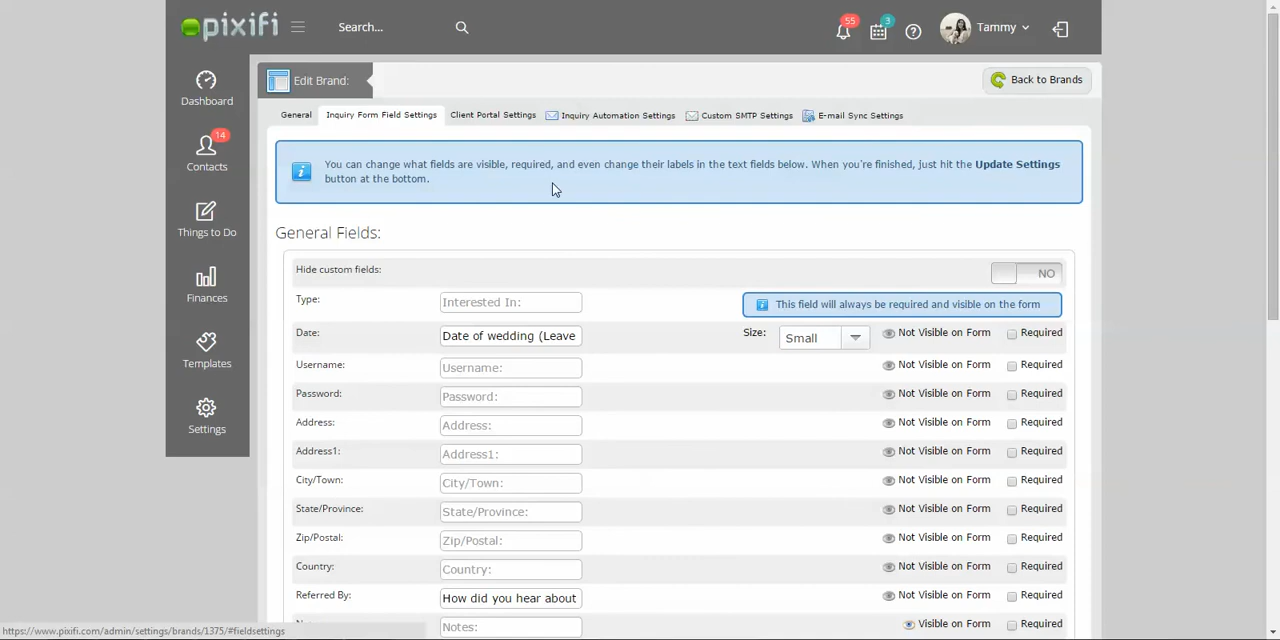 pixifi
Search...
55
3
Tammy
Dashboard
14
Contacts
Things to Do
Finances
Templates
Settings
Edit Brand:
Back to Brands
General
Inquiry Form Field Settings
Client Portal Settings
Inquiry Automation Settings
Custom SMTP Settings
E-mail Sync Settings
You can change what fields are visible, required, and even change their labels in the text fields below. When you're finished, just hit the Update Settings
button at the bottom.
General Fields:
Hide custom fields: NO
Type: Interested In: This field will always be required and visible on the form
Date: Date of wedding (Leave Size: Small Not Visible on Form Required
Username: Username: Not Visible on Form Required
Password: Password: Not Visible on Form Required
Address: Address: Not Visible on Form Required
Address1: Address1: Not Visible on Form Required
City/Town: City/Town: Not Visible on Form Required
State/Province: State/Province: Not Visible on Form Required
Zip/Postal: Zip/Postal: Not Visible on Form Required
Country: Country: Not Visible on Form Required
Referred By: How did you hear about Not Visible on Form Required
Notes: Visible on Form Required
https://www.pixifi.com/admin/settings/brands/1375/#fieldsettings